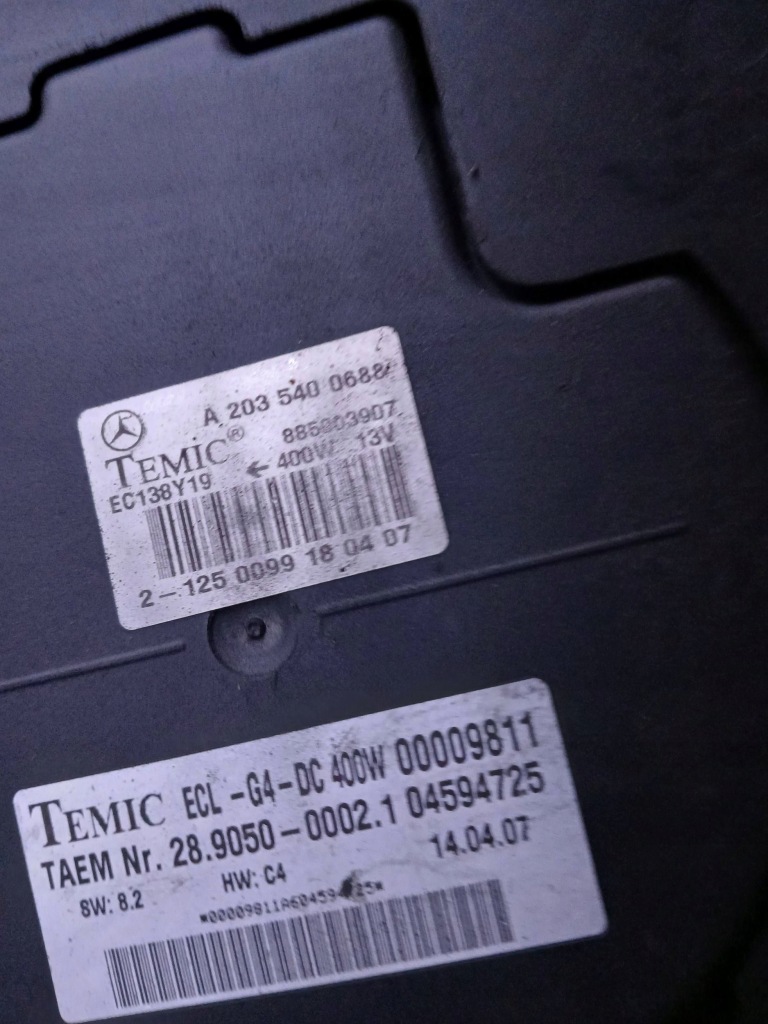 A 203 540 0688
TEMIC® 885003907
EC138Y19 ← 400W 13V
2-125 0099 18 04 07
TEMIC ECL-G4-DC 400W 00009811
TAEM Nr. 28.9050-0002.1 04594725
SW: 8.2 HW: C4 14.04.07